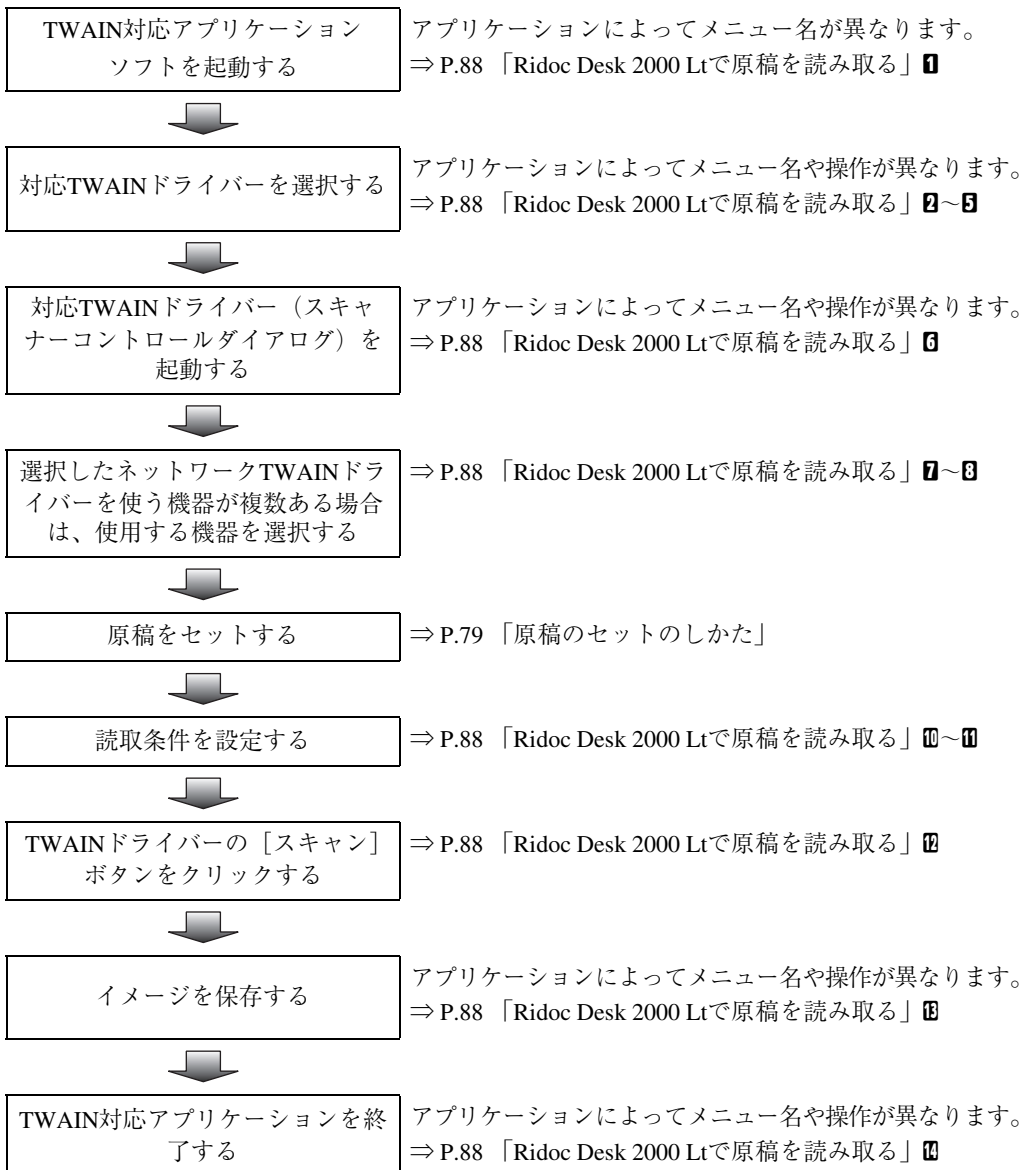 TWAIN対応アプリケーション
ソフトを起動する
アプリケーションによってメニュー名が異なります。
⇒ P.88 「Ridoc Desk 2000 Ltで原稿を読み取る」1
対応TWAINドライバーを選択する
アプリケーションによってメニュー名や操作が異なります。
⇒ P.88 「Ridoc Desk 2000 Ltで原稿を読み取る」2~5
対応TWAINドライバー（スキャ
ナーコントロールダイアログ）を
起動する
アプリケーションによってメニュー名や操作が異なります。
⇒ P.88 「Ridoc Desk 2000 Ltで原稿を読み取る」6
選択したネットワークTWAINドラ
イバーを使う機器が複数ある場合
は、使用する機器を選択する
⇒ P.88 「Ridoc Desk 2000 Ltで原稿を読み取る」7~8
原稿をセットする
⇒ P.79 「原稿のセットのしかた」
読取条件を設定する
⇒ P.88 「Ridoc Desk 2000 Ltで原稿を読み取る」10~11
TWAINドライバーの［スキャン］
ボタンをクリックする
⇒ P.88 「Ridoc Desk 2000 Ltで原稿を読み取る」12
イメージを保存する
アプリケーションによってメニュー名や操作が異なります。
⇒ P.88 「Ridoc Desk 2000 Ltで原稿を読み取る」13
TWAIN対応アプリケーションを終
了する
アプリケーションによってメニュー名や操作が異なります。
⇒ P.88 「Ridoc Desk 2000 Ltで原稿を読み取る」14